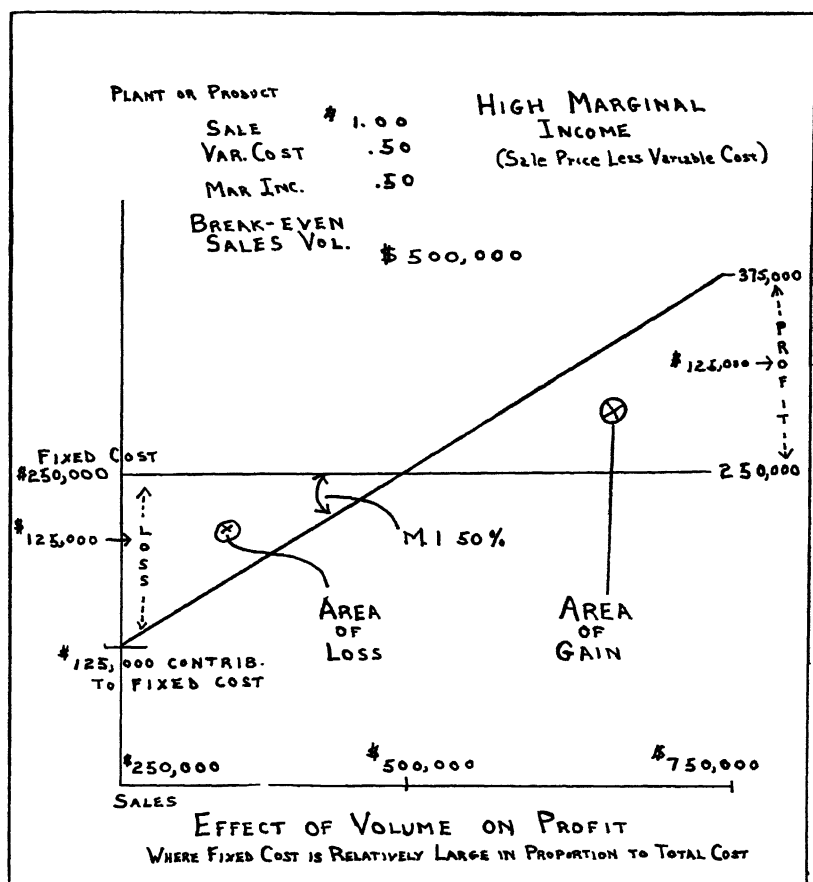 PLANT OR PRODUCT
SALE $ 1.00
VAR. COST .50
MAR INC. .50
BREAK-EVEN
SALES VOL. $500,000
HIGH MARGINAL
INCOME
(Sale Price Less Variable Cost)
375,000
PROFIT
$125,000
FIXED COST
$250,000
250,000
LOSS
$125,000
M.I 50%
AREA
OF
LOSS
AREA
OF
GAIN
$125,000 CONTRIB.
TO FIXED COST
$250,000
$500,000
$750,000
SALES
EFFECT OF VOLUME ON PROFIT
WHERE FIXED COST IS RELATIVELY LARGE IN PROPORTION TO TOTAL COST